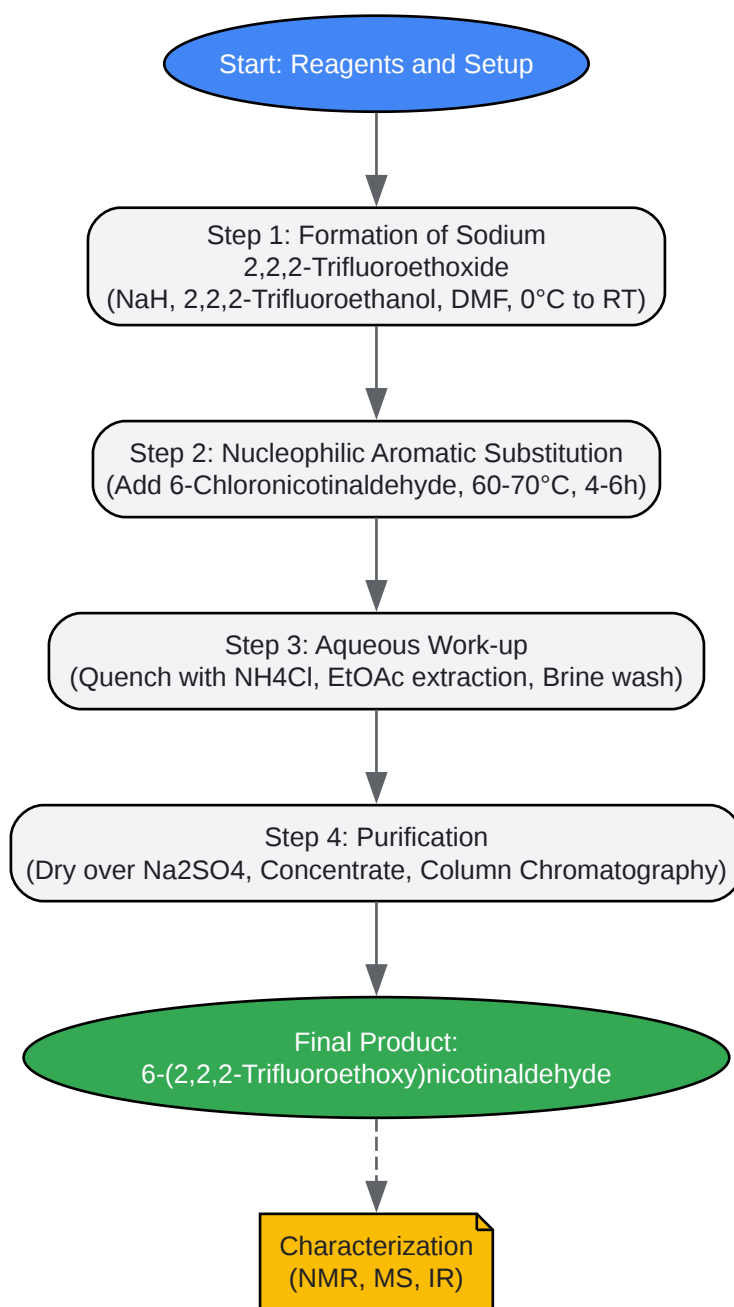 Start: Reagents and Setup
Step 1: Formation of Sodium
2,2,2-Trifluoroethoxide
(NaH, 2,2,2-Trifluoroethanol, DMF, 0°C to RT)
Step 2: Nucleophilic Aromatic Substitution
(Add 6-Chloronicotinaldehyde, 60-70°C, 4-6h)
Step 3: Aqueous Work-up
(Quench with NH4Cl, EtOAc extraction, Brine wash)
Step 4: Purification
(Dry over Na2SO4, Concentrate, Column Chromatography)
Final Product:
6-(2,2,2-Trifluoroethoxy)nicotinaldehyde
Characterization
(NMR, MS, IR)